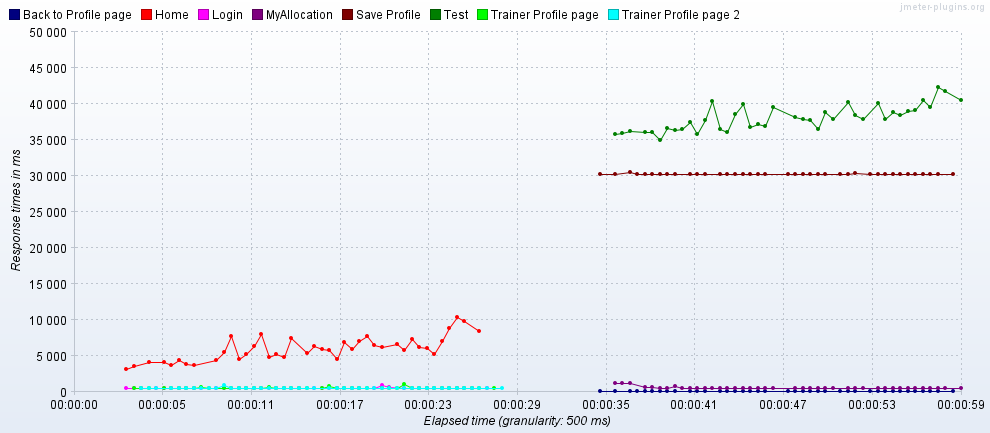 jmeter-plugins.org
Back to Profile page Home Login MyAllocation Save Profile Test Trainer Profile page Trainer Profile page 2
50 000
45 000
40 000
35 000
30 000
25 000
20 000
15 000
10 000
5 000
0
Response times in ms
00:00:00 00:00:05 00:00:11 00:00:17 00:00:23 00:00:29 00:00:35 00:00:41 00:00:47 00:00:53 00:00:59
Elapsed time (granularity: 500 ms)